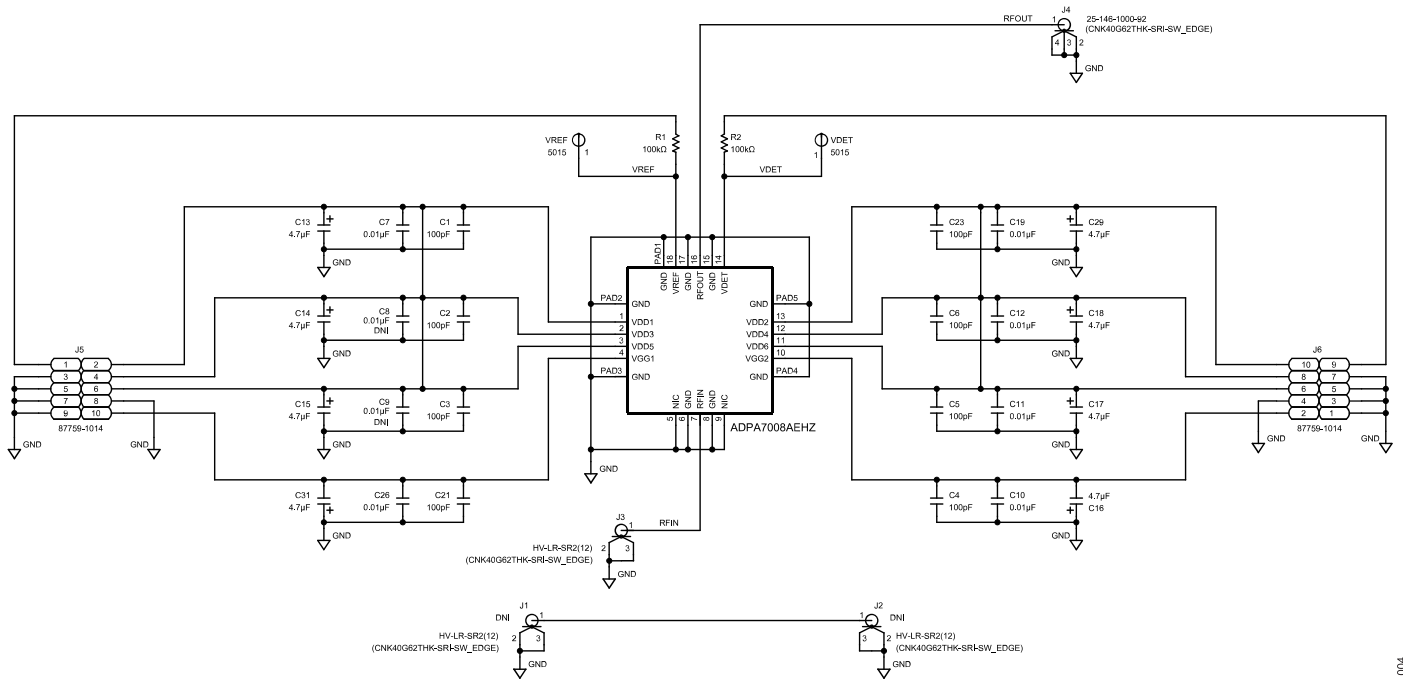 J4
RFOUT
1
25-146-1000-92
(CNK40G62THK-SRI-SW_EDGE)
4 3 2
GND
VREF
5015
1
R1
100kΩ
VREF
R2
100kΩ
VDET
5015
1
VDET
C13
4.7µF
+
C7
0.01µF
C1
100pF
GND
C23
100pF
C19
0.01µF
+
C29
4.7µF
GND
PAD1
18
17
16
15
14
GND
VREF
GND
RFOUT
GND
VDET
PAD2
GND
PAD5
GND
1
VDD1
VDD2
13
2
VDD3
VDD4
12
3
VDD5
VDD6
11
4
VGG1
VGG2
10
PAD3
GND
GND
PAD4
NIC
GND
RFIN
GND
NIC
5
6
7
8
9
ADPA7008AEHZ
GND
C14
4.7µF
+
C8
0.01µF
DNI
C2
100pF
GND
C6
100pF
C12
0.01µF
+
C18
4.7µF
GND
J5
1 2
3 4
5 6
7 8
9 10
87759-1014
GND
GND
C15
4.7µF
+
C9
0.01µF
DNI
C3
100pF
GND
C5
100pF
C11
0.01µF
+
C17
4.7µF
GND
J6
10 9
8 7
6 5
4 3
2 1
87759-1014
GND
GND
C31
4.7µF
+
C26
0.01µF
C21
100pF
GND
C4
100pF
C10
0.01µF
4.7µF
+
C16
GND
J3
1
RFIN
2 3
HV-LR-SR2(12)
(CNK40G62THK-SRI-SW_EDGE)
GND
J1
DNI
1
HV-LR-SR2(12)
2 3
(CNK40G62THK-SRI-SW_EDGE)
GND
J2
1
DNI
3 2
HV-LR-SR2(12)
(CNK40G62THK-SRI-SW_EDGE)
GND
004